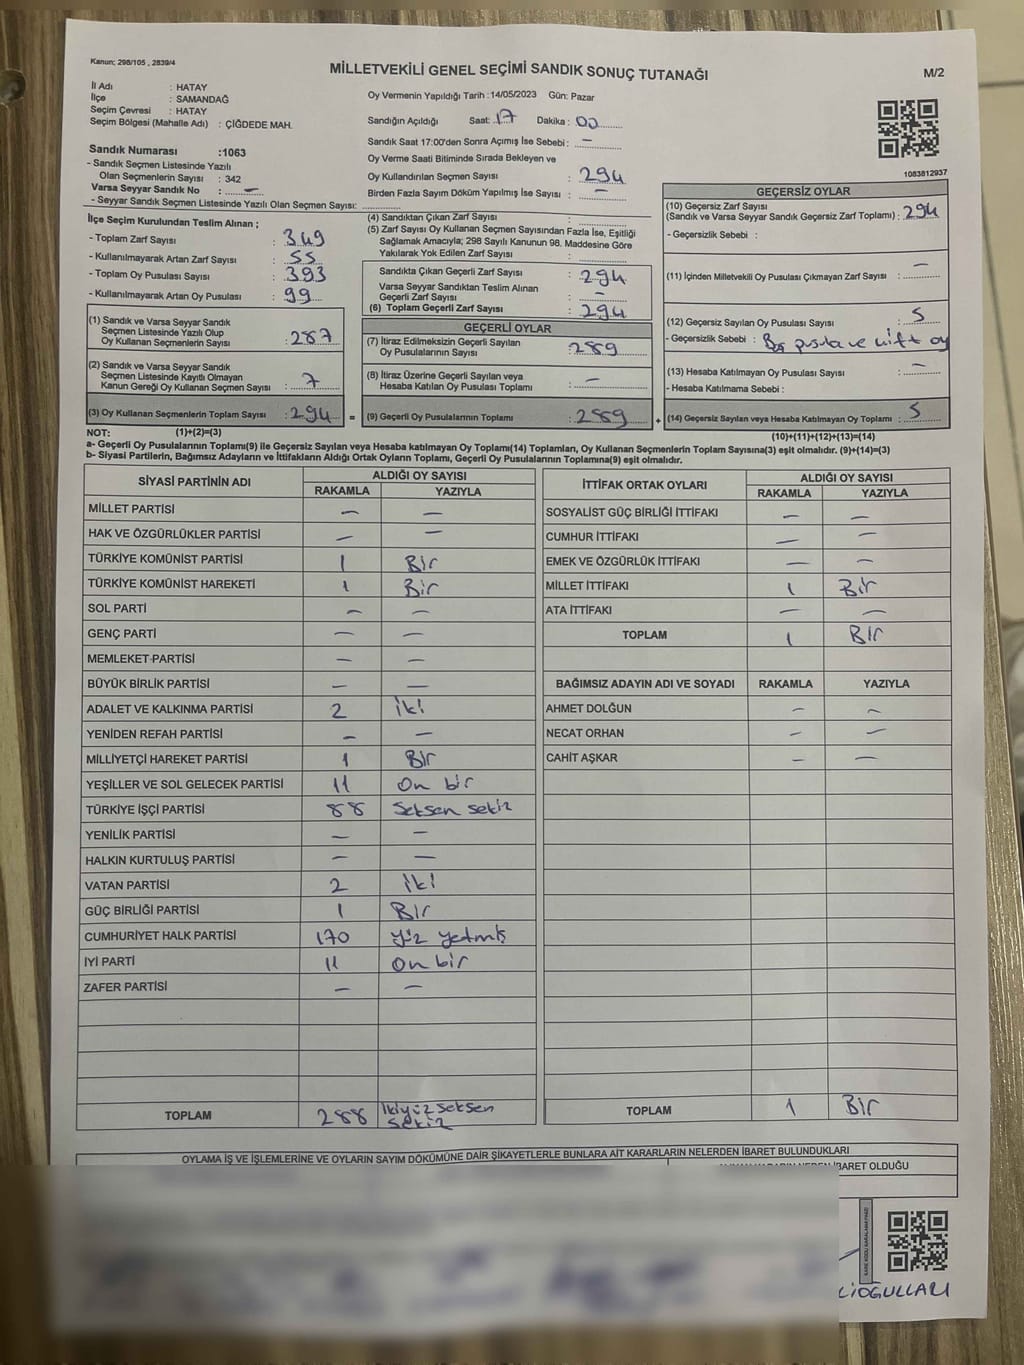 Kanun; 298/105 , 2839/4
MİLLETVEKİLİ GENEL SEÇİMİ SANDIK SONUÇ TUTANAĞI
M/2
İl Adı : HATAY
İlçe : SAMANDAĞ
Seçim Çevresi : HATAY
Seçim Bölgesi (Mahalle Adı) : ÇİĞDEDE MAH.
Oy Vermenin Yapıldığı Tarih :14/05/2023 Gün: Pazar
Sandığın Açıldığı Saat: 17 Dakika : 00
Sandık Saat 17:00'den Sonra Açımış İse Sebebi : –
Sandık Numarası :1063
- Sandık Seçmen Listesinde Yazılı
Olan Seçmenlerin Sayısı : 342
Varsa Seyyar Sandık No : –
- Seyyar Sandık Seçmen Listesinde Yazılı Olan Seçmen Sayısı:
Oy Verme Saati Bitiminde Sırada Bekleyen ve
Oy Kullandırılan Seçmen Sayısı : 294
Birden Fazla Sayım Döküm Yapılmış İse Sayısı : –
1083812937
İlçe Seçim Kurulundan Teslim Alınan ;
- Toplam Zarf Sayısı : 349
- Kullanılmayarak Artan Zarf Sayısı : 55
- Toplam Oy Pusulası Sayısı : 393
- Kullanılmayarak Artan Oy Pusulası : 99
(4) Sandıktan Çıkan Zarf Sayısı :
(5) Zarf Sayısı Oy Kullanan Seçmen Sayısından Fazla İse, Eşitliği
Sağlamak Amacıyla; 298 Sayılı Kanunun 98. Maddesine Göre
Yakılarak Yok Edilen Zarf Sayısı :
Sandıkta Çıkan Geçerli Zarf Sayısı : 294
Varsa Seyyar Sandıktan Teslim Alınan
Geçerli Zarf Sayısı : –
(6) Toplam Geçerli Zarf Sayısı : 294
GEÇERSİZ OYLAR
(10) Geçersiz Zarf Sayısı
(Sandık ve Varsa Seyyar Sandık Geçersiz Zarf Toplamı) : 294
- Geçersizlik Sebebi :
–
(11) İçinden Milletvekili Oy Pusulası Çıkmayan Zarf Sayısı :
(12) Geçersiz Sayılan Oy Pusulası Sayısı : 5
- Geçersizlik Sebebi : Boş pusula ve çift oy
(13) Hesaba Katılmayan Oy Pusulası Sayısı : –
- Hesaba Katılmama Sebebi :
(14) Geçersiz Sayılan veya Hesaba Katılmayan Oy Toplamı : 5
(10)+(11)+(12)+(13)=(14)
(1) Sandık ve Varsa Seyyar Sandık
Seçmen Listesinde Yazılı Olup
Oy Kullanan Seçmenlerin Sayısı : 287
(2) Sandık ve Varsa Seyyar Sandık
Seçmen Listesinde Kayıtlı Olmayan
Kanun Gereği Oy Kullanan Seçmen Sayısı : 7
(3) Oy Kullanan Seçmenlerin Toplam Sayısı : 294 =
GEÇERLİ OYLAR
(7) İtiraz Edilmeksizin Geçerli Sayılan
Oy Pusulalarının Sayısı : 289
(8) İtiraz Üzerine Geçerli Sayılan veya
Hesaba Katılan Oy Pusulası Toplamı : –
(9) Geçerli Oy Pusulalarının Toplamı : 289 +
NOT: (1)+(2)=(3)
a- Geçerli Oy Pusulalarının Toplamı(9) ile Geçersiz Sayılan veya Hesaba katılmayan Oy Toplamı(14) Toplamları, Oy Kullanan Seçmenlerin Toplam Sayısına(3) eşit olmalıdır. (9)+(14)=(3)
b- Siyasi Partilerin, Bağımsız Adayların ve İttifakların Aldığı Ortak Oyların Toplamı, Geçerli Oy Pusulalarının Toplamına(9) eşit olmalıdır.
SİYASİ PARTİNİN ADI ALDIĞI OY SAYISI
RAKAMLA YAZIYLA
MİLLET PARTİSİ – –
HAK VE ÖZGÜRLÜKLER PARTİSİ – –
TÜRKİYE KOMÜNİST PARTİSİ 1 Bir
TÜRKİYE KOMÜNİST HAREKETİ 1 Bir
SOL PARTİ – –
GENÇ PARTİ – –
MEMLEKET PARTİSİ – –
BÜYÜK BİRLİK PARTİSİ – –
ADALET VE KALKINMA PARTİSİ 2 iki
YENİDEN REFAH PARTİSİ – –
MİLLİYETÇİ HAREKET PARTİSİ 1 Bir
YEŞİLLER VE SOL GELECEK PARTİSİ 11 On bir
TÜRKİYE İŞÇİ PARTİSİ 88 Seksen sekiz
YENİLİK PARTİSİ – –
HALKIN KURTULUŞ PARTİSİ – –
VATAN PARTİSİ 2 iki
GÜÇ BİRLİĞİ PARTİSİ 1 Bir
CUMHURİYET HALK PARTİSİ 170 Yüz yetmiş
İYİ PARTİ 11 On bir
ZAFER PARTİSİ – –
TOPLAM 288 ikiyüz seksen
sekiz
İTTİFAK ORTAK OYLARI ALDIĞI OY SAYISI
RAKAMLA YAZIYLA
SOSYALİST GÜÇ BİRLİĞİ İTTİFAKI – –
CUMHUR İTTİFAKI – –
EMEK VE ÖZGÜRLÜK İTTİFAKI – –
MİLLET İTTİFAKI 1 Bir
ATA İTTİFAKI – –
TOPLAM 1 Bir
BAĞIMSIZ ADAYIN ADI VE SOYADI RAKAMLA YAZIYLA
AHMET DOLĞUN – –
NECAT ORHAN – –
CAHİT AŞKAR – –
TOPLAM 1 Bir
OYLAMA İŞ VE İŞLEMLERİNE VE OYLARIN SAYIM DÖKÜMÜNE DAİR ŞİKAYETLERLE BUNLARA AİT KARARLARIN NELERDEN İBARET BULUNDUKLARI
İBARET OLDUĞU
LİOĞULLARI